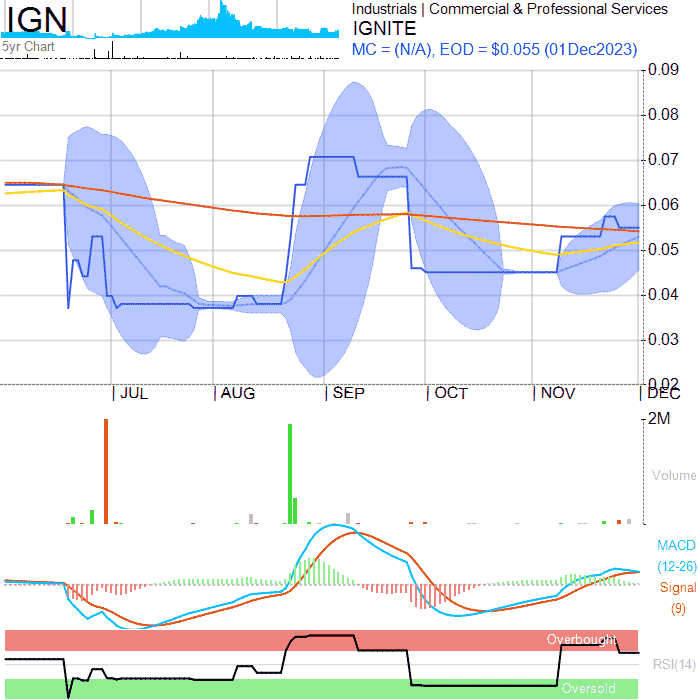 IGN
5yr Chart
Industrials | Commercial & Professional Services
IGNITE
MC = (N/A), EOD = $0.055 (01Dec2023)
0.09
0.08
0.07
0.06
0.05
0.04
0.03
0.02
JUL
AUG
SEP
OCT
NOV
DEC
2M
Volume
MACD
(12-26)
Signal
(9)
Overbought
RSI(14)
Oversold